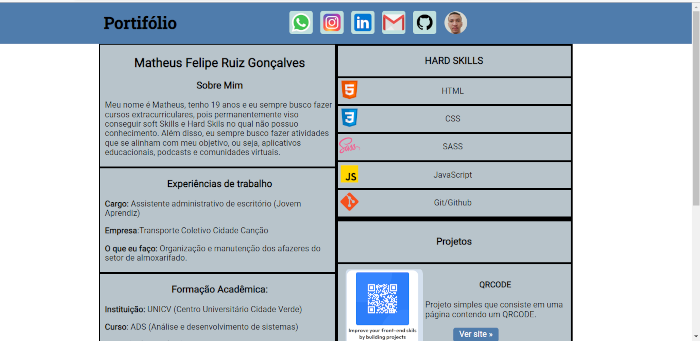 Portifólio
Matheus Felipe Ruiz Gonçalves
Sobre Mim
Meu nome é Matheus, tenho 19 anos e eu sempre busco fazer
cursos extracurriculares, pois permanentemente viso
conseguir soft Skills e Hard Skils no qual não possuo
conhecimento. Além disso, eu sempre busco fazer atividades
que se alinham com meu objetivo, ou seja, aplicativos
educacionais, podcasts e comunidades virtuais.
Experiências de trabalho
Cargo: Assistente administrativo de escritório (Jovem
Aprendiz)
Empresa:Transporte Coletivo Cidade Canção
O que eu faço: Organização e manutenção dos afazeres do
setor de almoxarifado.
Formação Acadêmica:
Instituição: UNICV (Centro Universitário Cidade Verde)
Curso: ADS (Análise e desenvolvimento de sistemas)
HARD SKILLS
HTML
CSS
Sass
SASS
JS
JavaScript
Git/Github
Projetos
Improve your front-end skills
by building projects
QRCODE
Projeto simples que consiste em uma
página contendo um QRCODE.
Ver site »